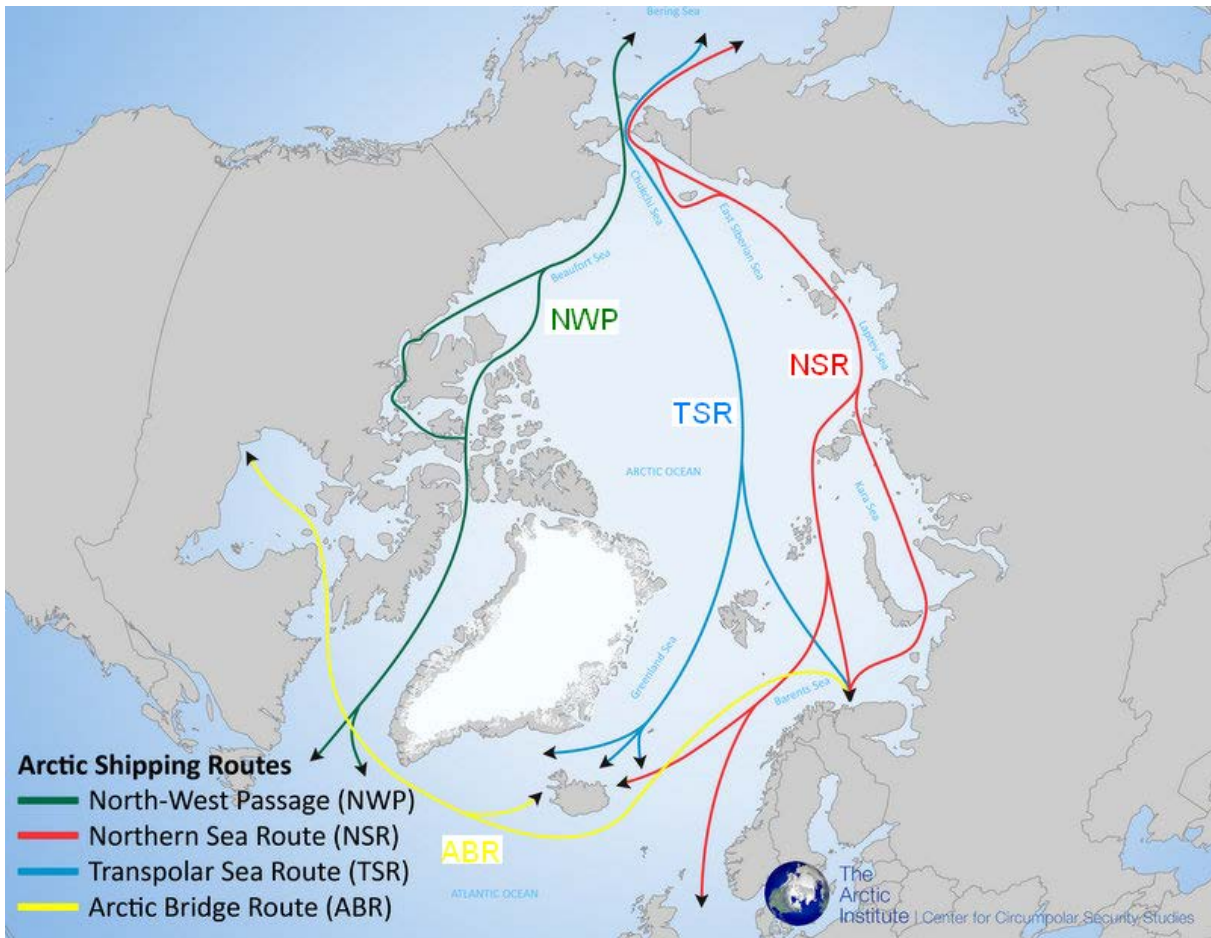 Bering Sea
Chukchi Sea
East Siberian Sea
Beaufort Sea
NWP
Laptev Sea
NSR
TSR
ARCTIC OCEAN
Kara Sea
Greenland Sea
Barents Sea
Arctic Shipping Routes
North-West Passage (NWP)
Northern Sea Route (NSR)
Transpolar Sea Route (TSR)
Arctic Bridge Route (ABR)
ABR
ATLANTIC OCEAN
The
Arctic
Institute | Center for Circumpolar Security Studies